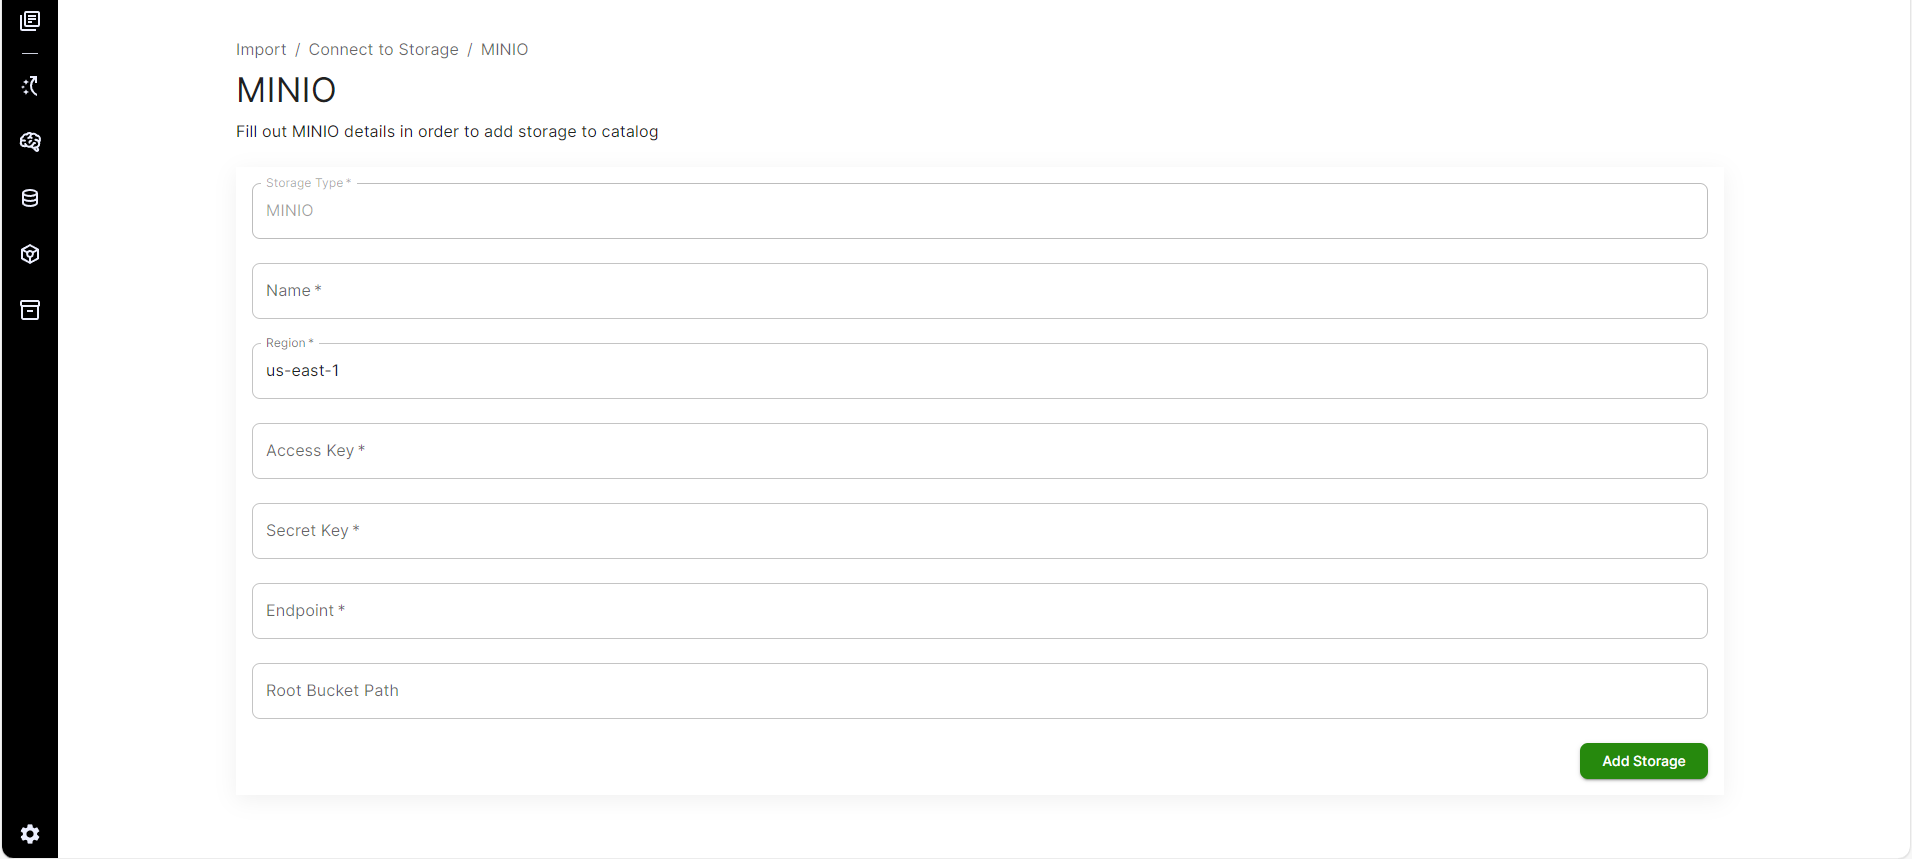 Import / Connect to Storage / MINIO
MINIO
Fill out MINIO details in order to add storage to catalog
Storage Type *
MINIO
Name *
Region *
us-east-1
Access Key *
Secret Key *
Endpoint *
Root Bucket Path
Add Storage